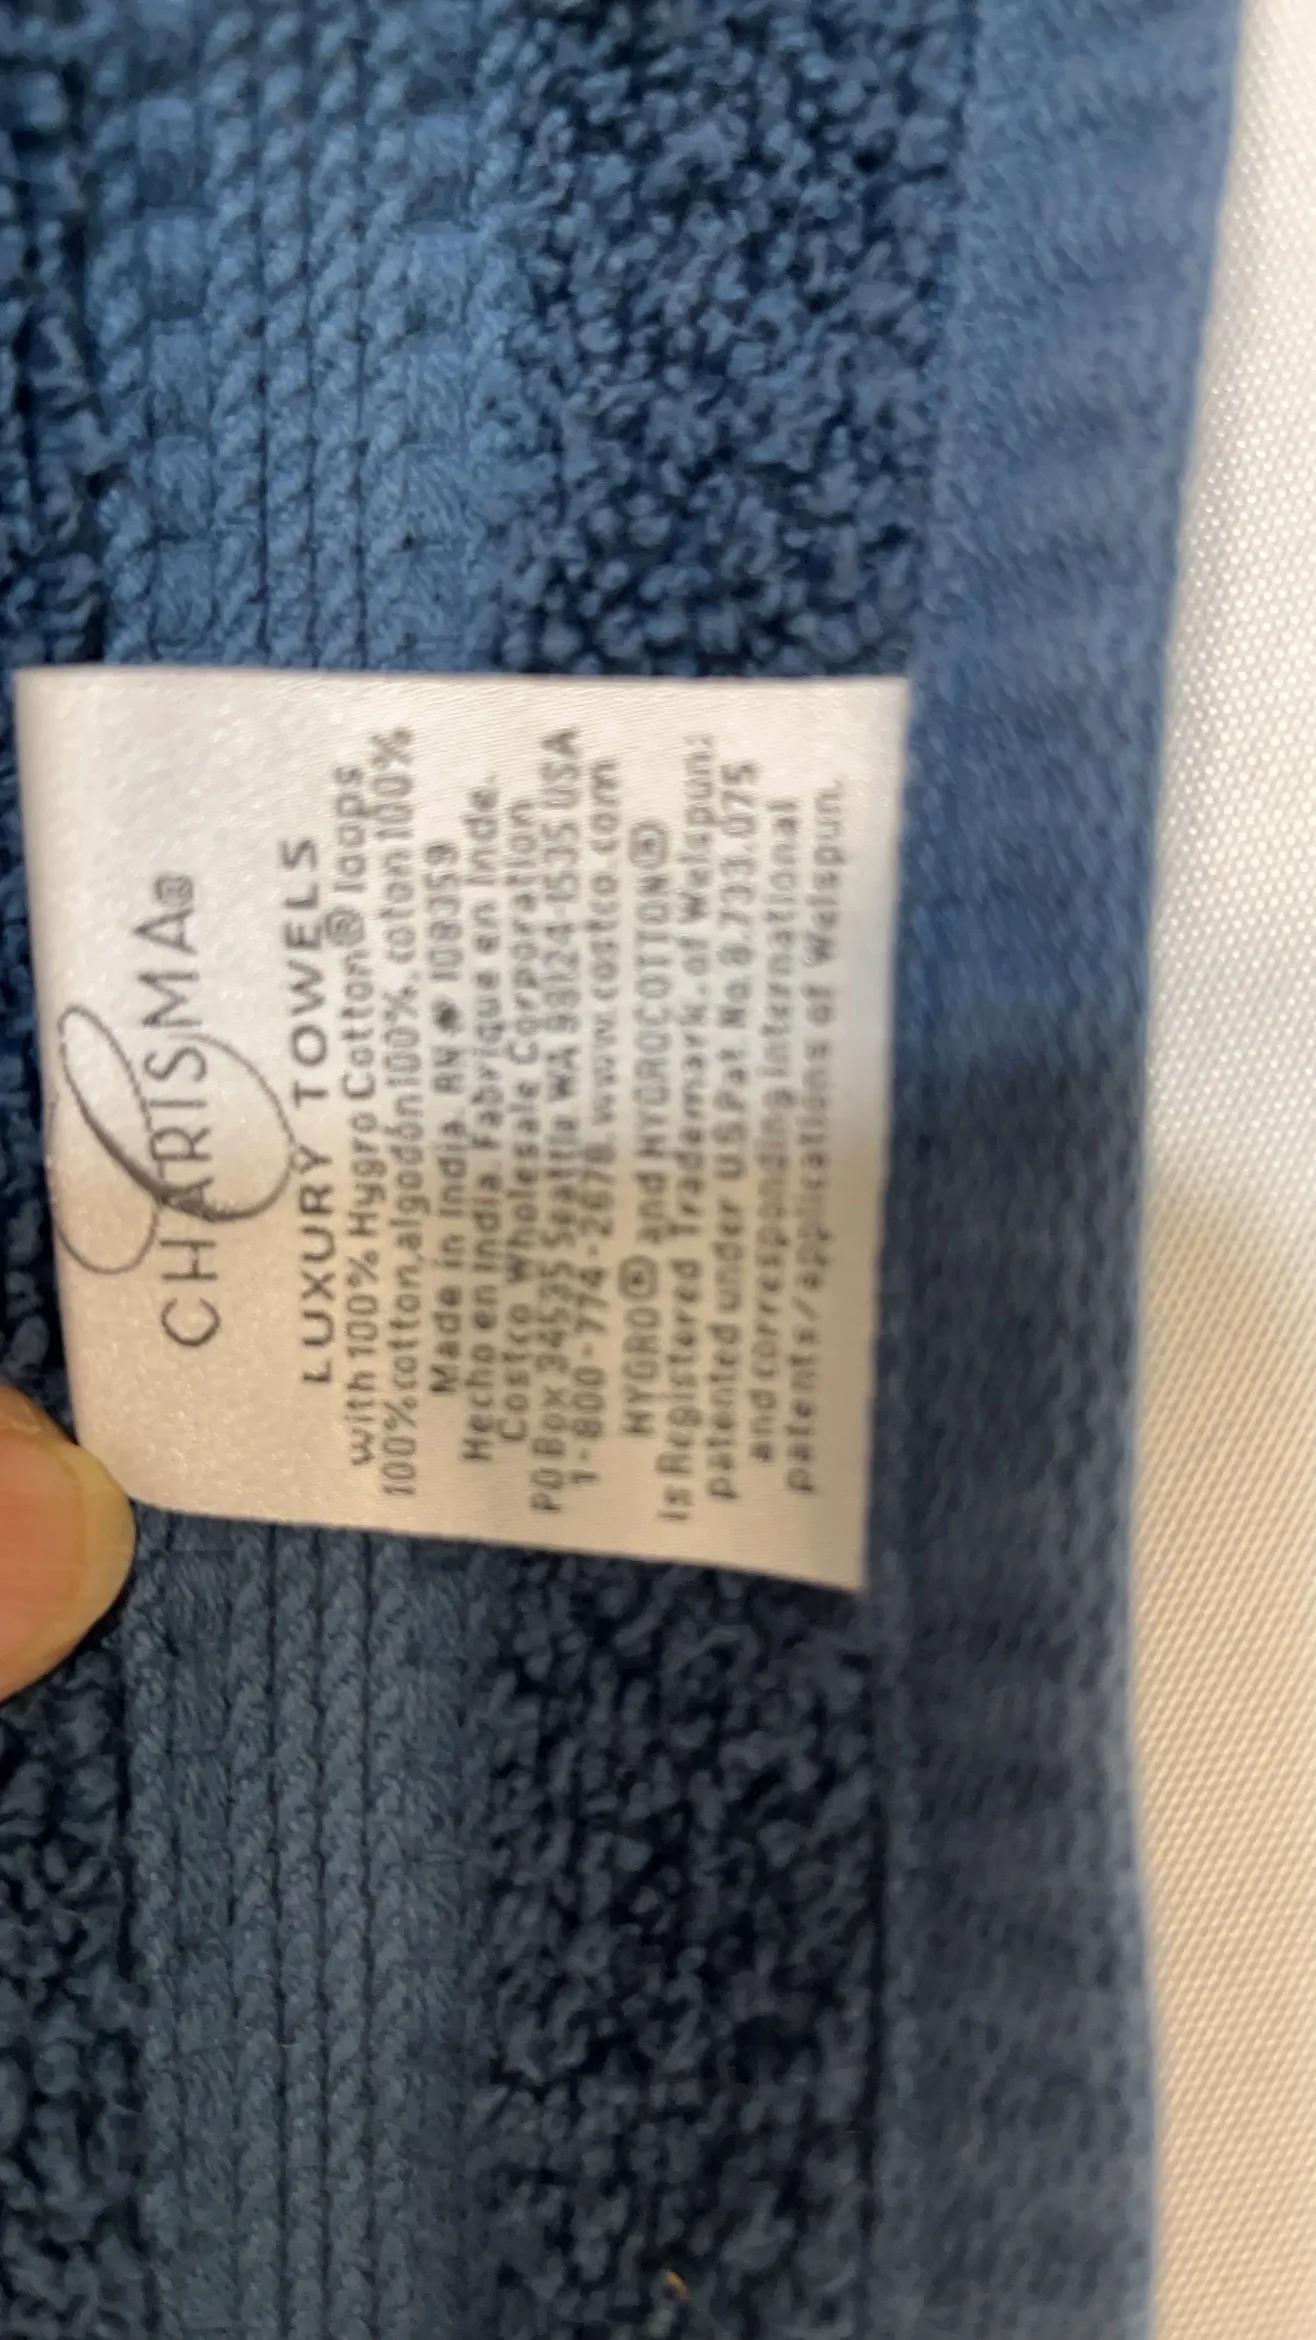 CHARISMA®
LUXURY TOWELS
with 100% Hygro Cotton® loops
100% cotton, algodón 100%, coton 100%
Made in India. RN # 108359
Hecho en India. Fabrique en Inde.
Costco Wholesale Corporation
PO Box 34535 Seattle WA 98124-1535 USA
1-800-774-2678. www.costco.com
HYGRO® and HYGROCOTTON®
is Registered Trademark. of Welspun:
patented under U.S.Pat. No.8.733.075
and corresponding international
patents/applications of Welspun.